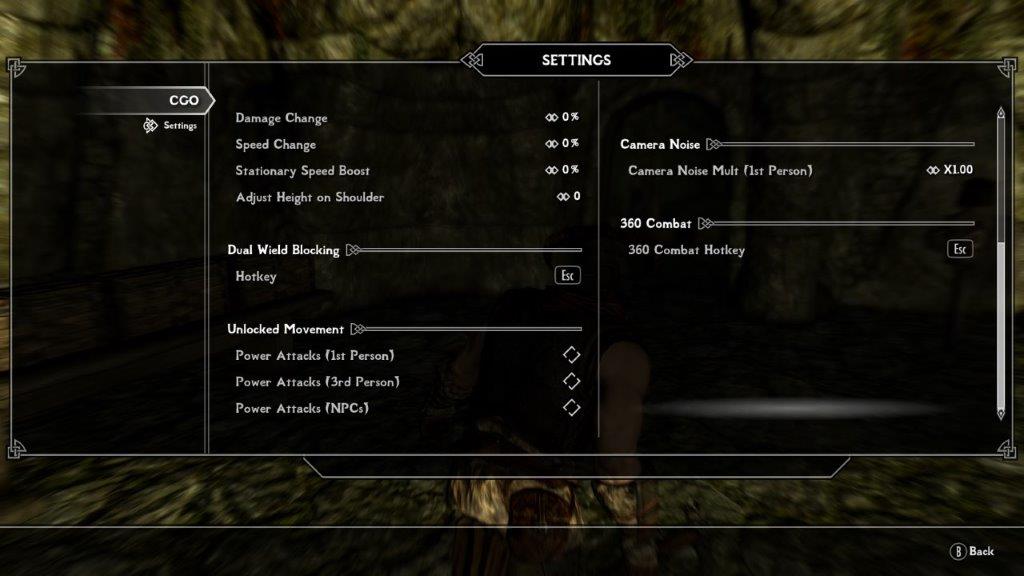 SETTINGS
CGO
Settings
Damage Change 0%
Speed Change 0%
Stationary Speed Boost 0%
Adjust Height on Shoulder 0
Dual Wield Blocking
Hotkey Esc
Unlocked Movement
Power Attacks (1st Person)
Power Attacks (3rd Person)
Power Attacks (NPCs)
Camera Noise
Camera Noise Mult (1st Person) X1.00
360 Combat
360 Combat Hotkey Esc
B Back